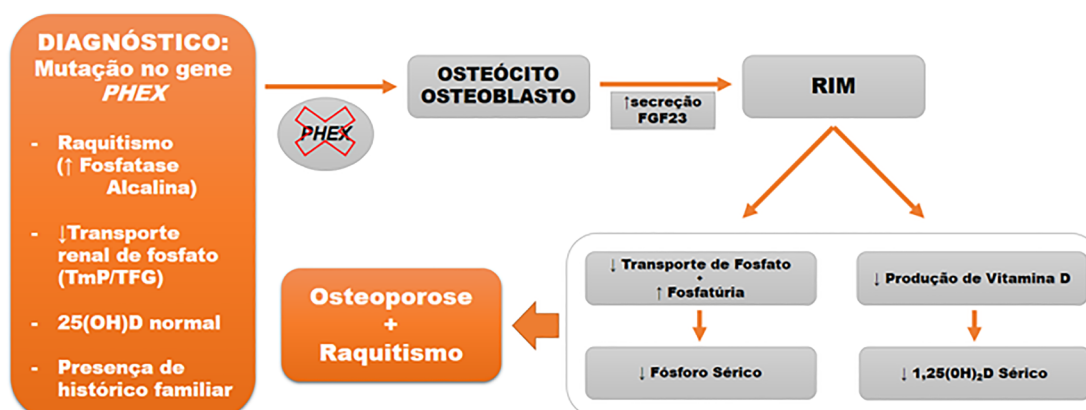 DIAGNÓSTICO:
Mutação no gene
PHEX
- Raquitismo
(↑ Fosfatase
Alcalina)
- ↓Transporte
renal de fosfato
(TmP/TFG)
- 25(OH)D normal
- Presença de
histórico familiar
PHEX
OSTEÓCITO
OSTEOBLASTO
↑secreção
FGF23
RIM
↓ Transporte de Fosfato
+
↑ Fosfatúria
↓ Produção de Vitamina D
↓ Fósforo Sérico
↓ 1,25(0H)₂D Sérico
Osteoporose
+
Raquitismo